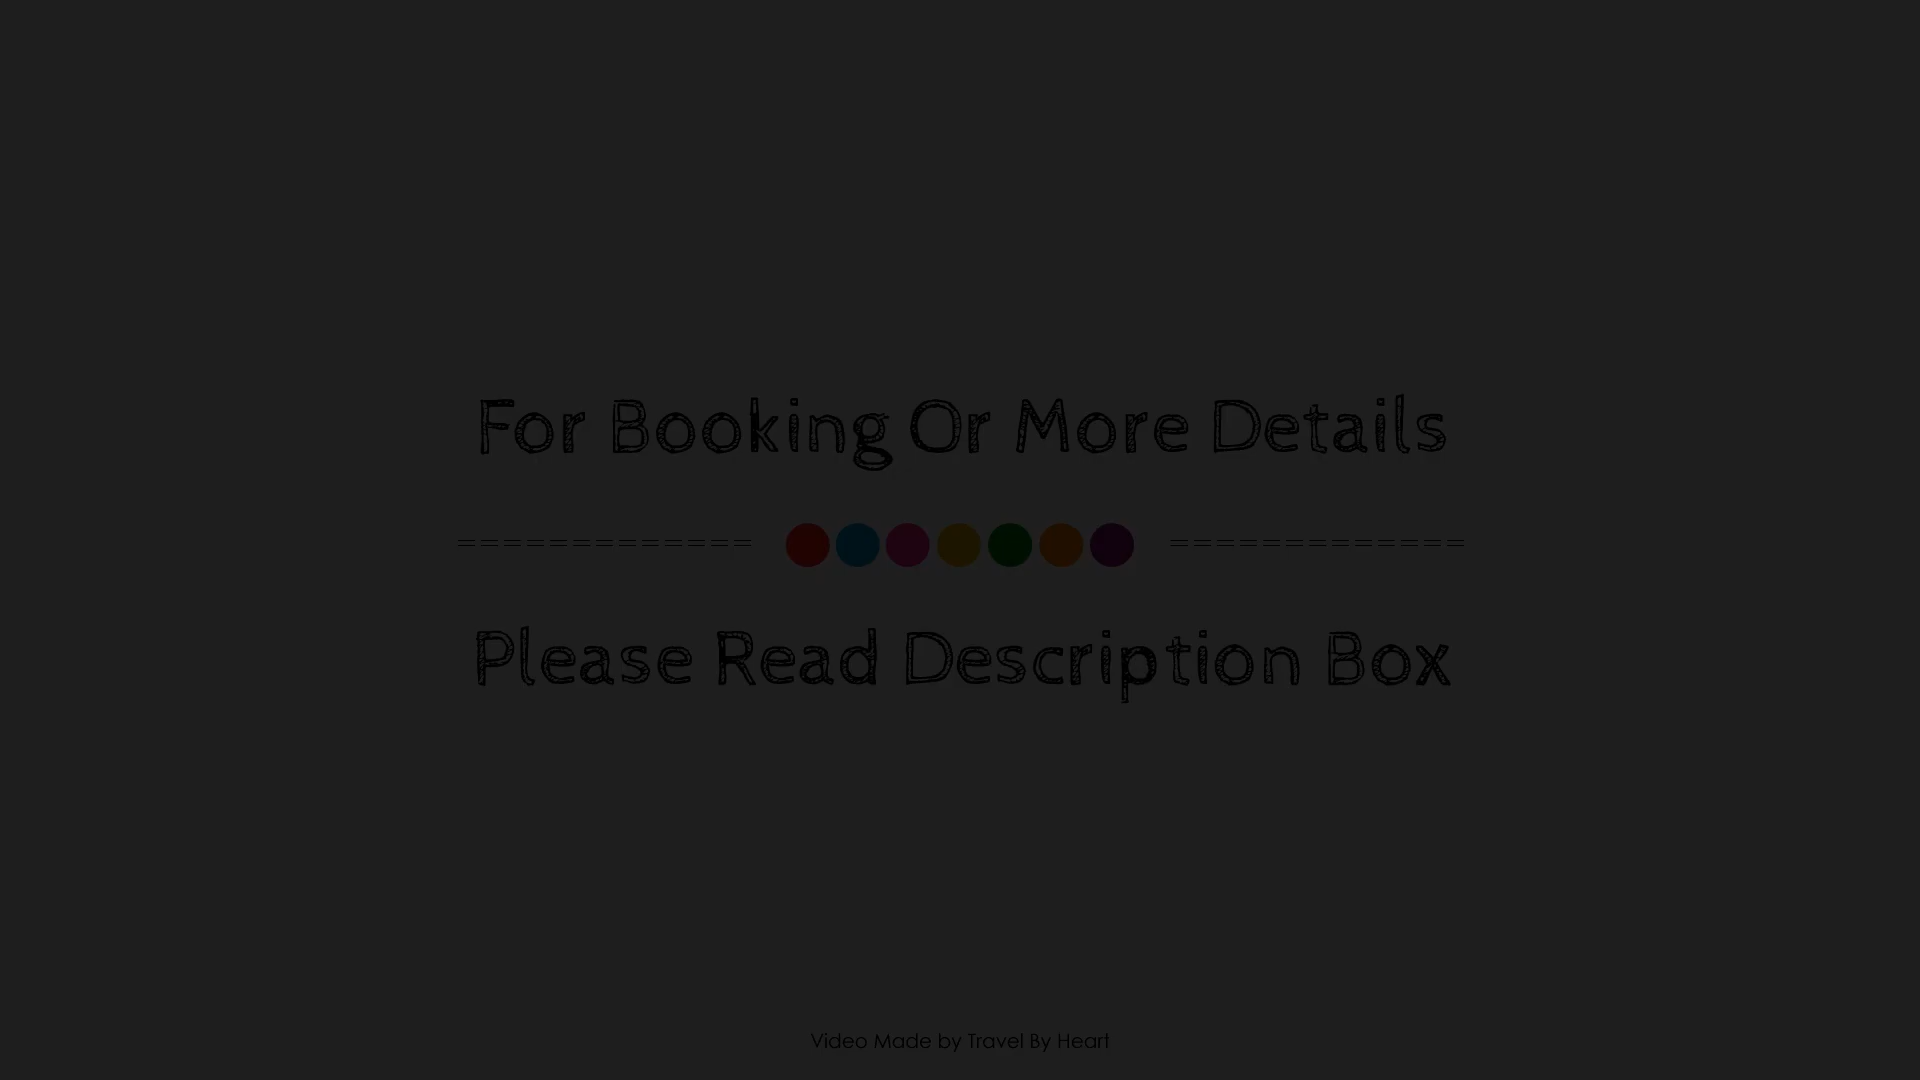 For Booking Or More Details
============= =============
Please Read Description Box
Video Made by Travel By Heart